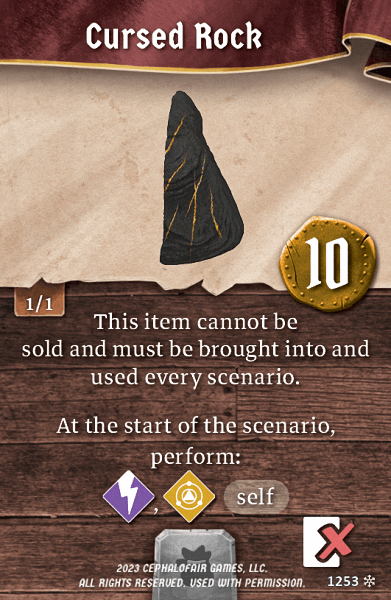 Cursed Rock
10
1/1
This item cannot be
sold and must be brought into and
used every scenario.
At the start of the scenario,
perform:
, self
2023 CEPHALOFAIR GAMES, LLC.
ALL RIGHTS RESERVED. USED WITH PERMISSION.
1253